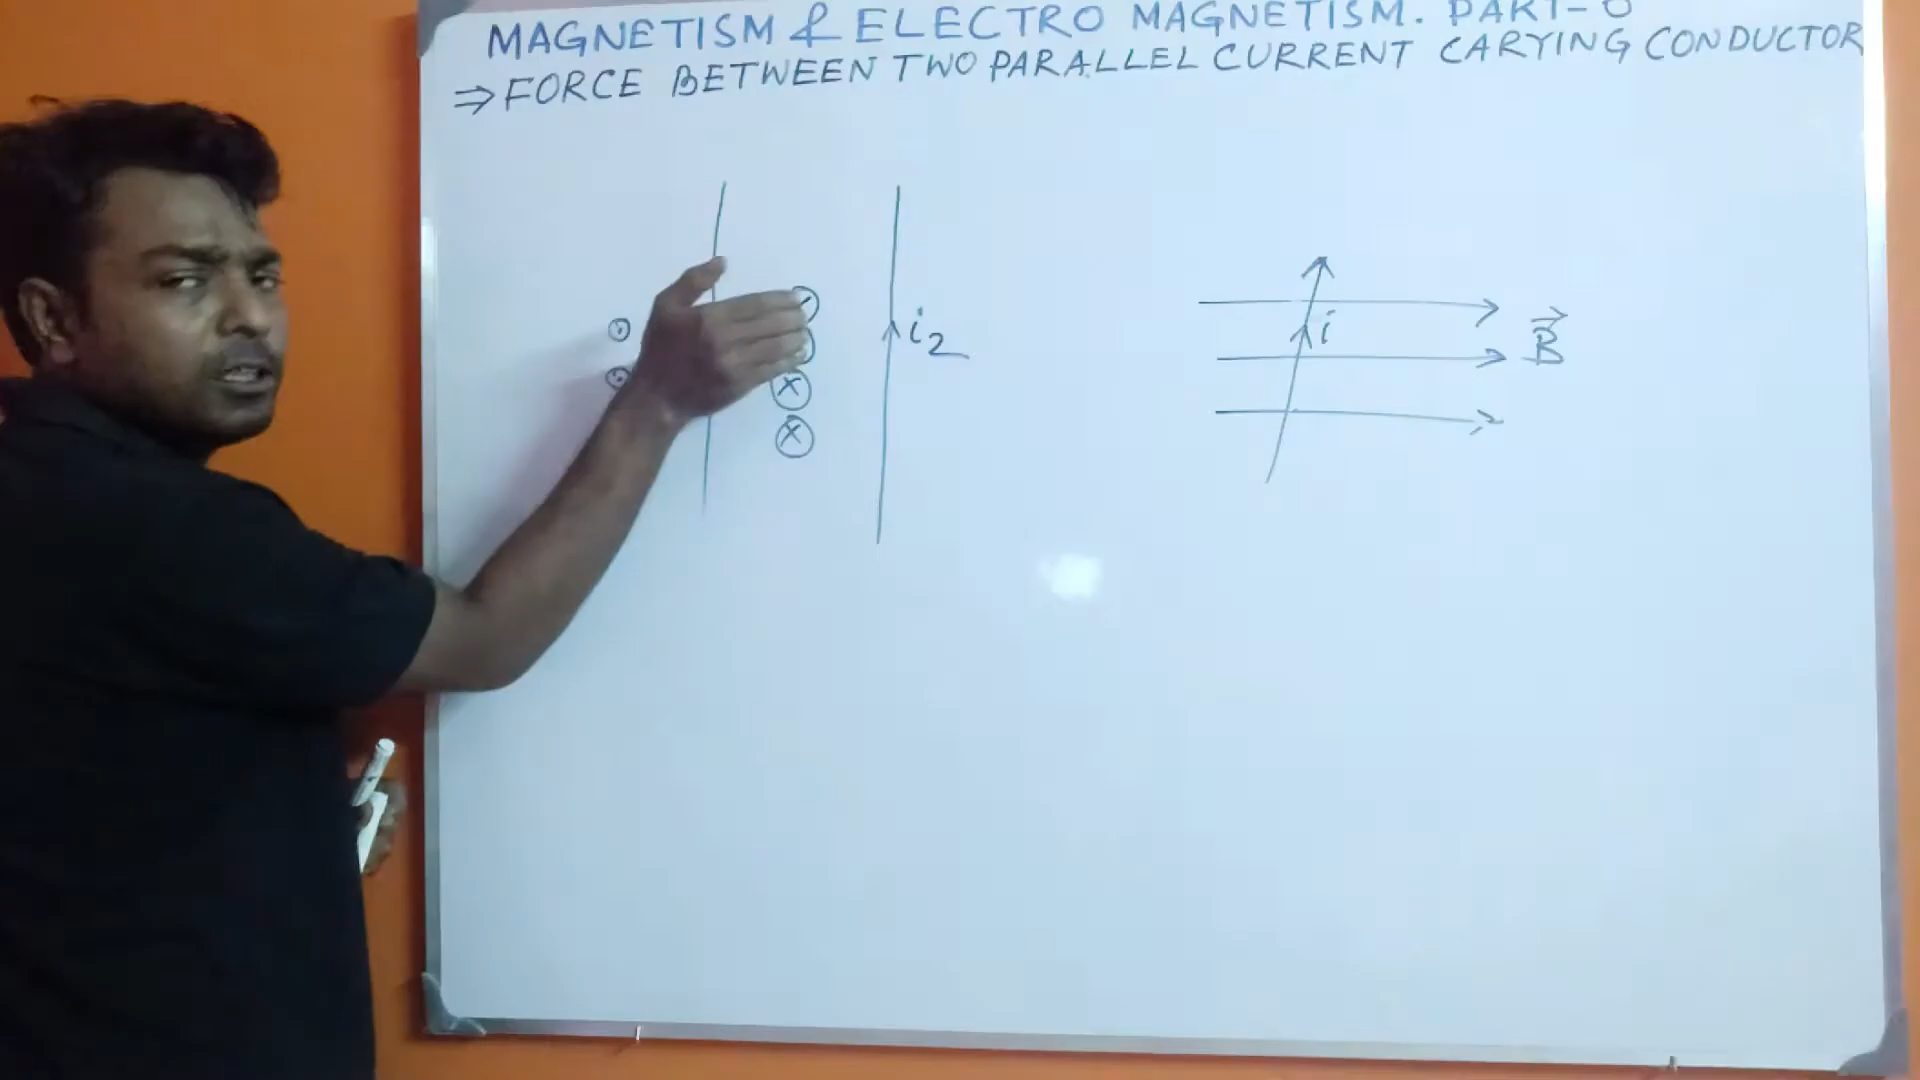 MAGNETISM & ELECTRO MAGNETISM. PART-
⇒ FORCE BETWEEN TWO PARALLEL CURRENT CARYING CONDUCTOR
i₂
i
B⃗